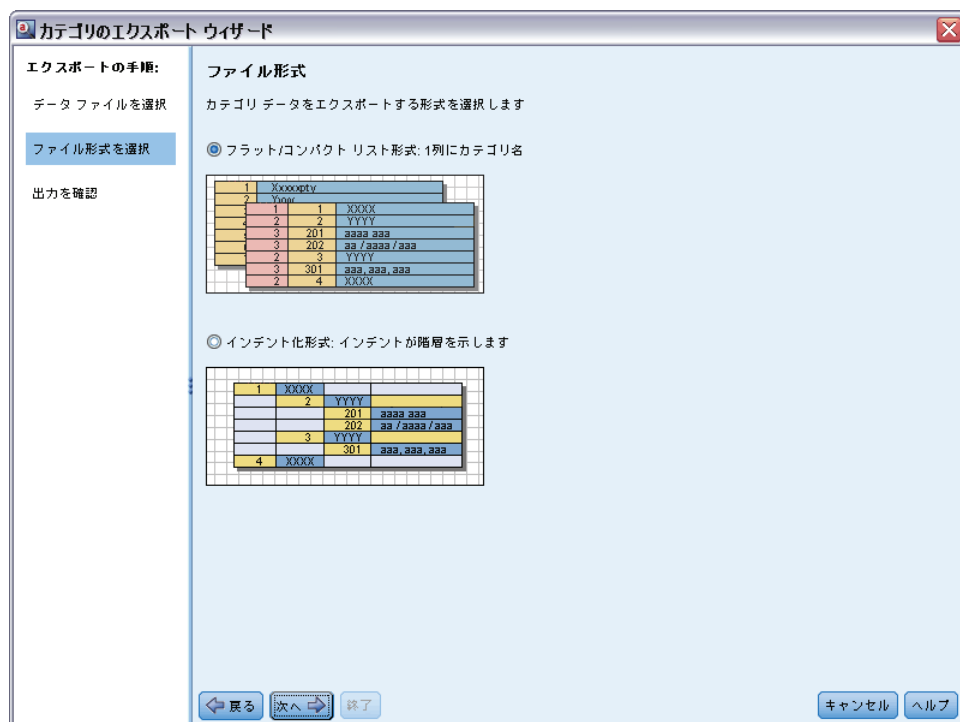 カテゴリのエクスポート ウィザード
エクスポートの手順:
データ ファイルを選択
ファイル形式を選択
出力を確認
ファイル形式
カテゴリ データをエクスポートする形式を選択します
フラット/コンパクト リスト形式: 1列にカテゴリ名
1 Xxxxxpty
2
1 1 XXXX
2 2 YYYY
3 201 aaaa aaa
3 202 aa / aaaa / aaa
2 3 YYYY
3 301 aaa, aaa, aaa
2 4 XXXX
インデント化形式: インデントが階層を示します
1 XXXX
2 YYYY
201 aaaa aaa
202 aa / aaaa / aaa
3 YYYY
301 aaa, aaa, aaa
4 XXXX
戻る 次へ 終了 キャンセル ヘルプ